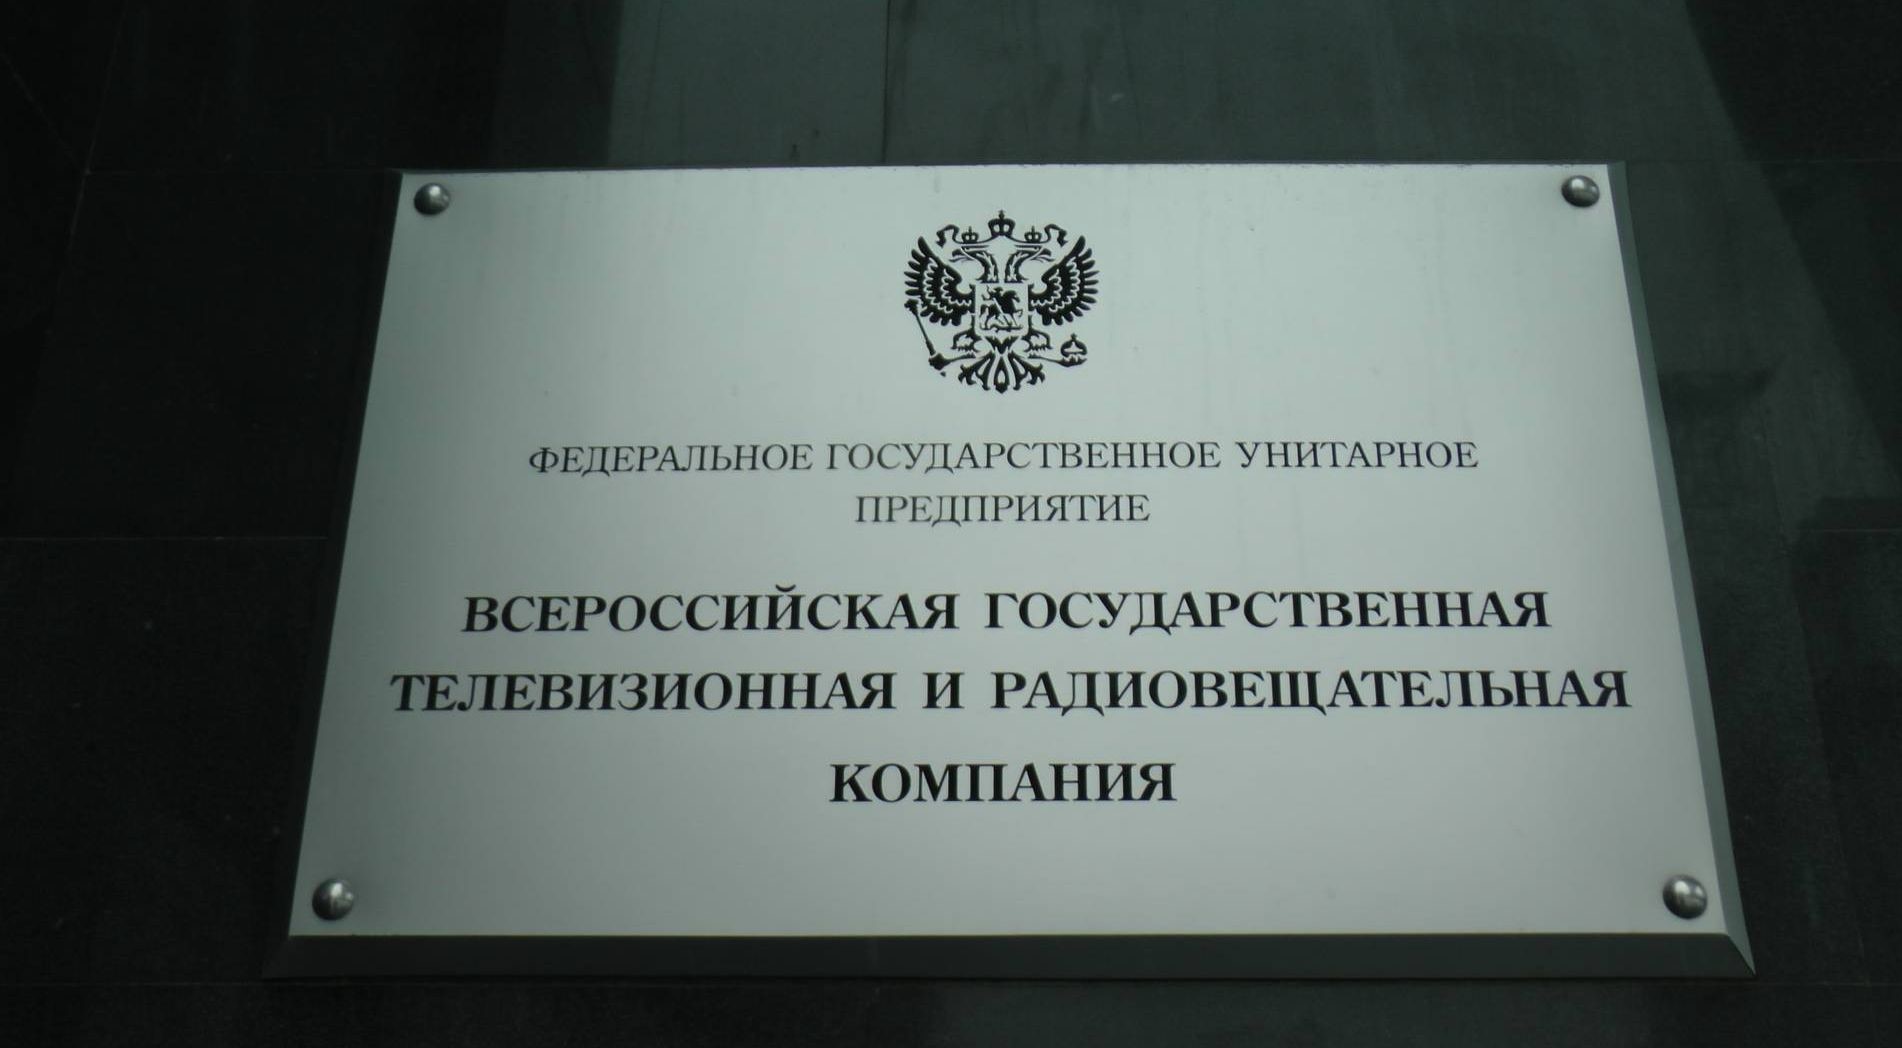 ФЕДЕРАЛЬНОЕ ГОСУДАРСТВЕННОЕ УНИТАРНОЕ
ПРЕДПРИЯТИЕ
ВСЕРОССИЙСКАЯ ГОСУДАРСТВЕННАЯ
ТЕЛЕВИЗИОННАЯ И РАДИОВЕЩАТЕЛЬНАЯ
КОМПАНИЯ